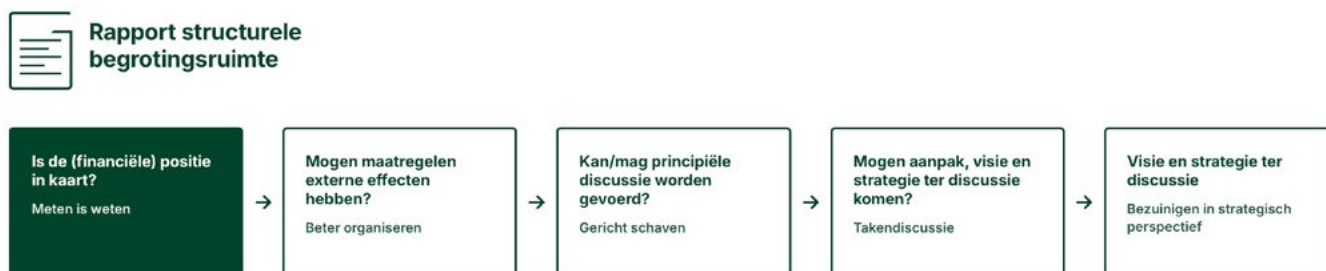 Rapport structurele
begrotingsruimte
Is de (financiële) positie
in kaart?
Meten is weten
Mogen maatregelen
externe effecten
hebben?
Beter organiseren
Kan/mag principiële
discussie worden
gevoerd?
Gericht schaven
Mogen aanpak, visie en
strategie ter discussie
komen?
Takendiscussie
Visie en strategie ter
discussie
Bezuinigen in strategisch
perspectief